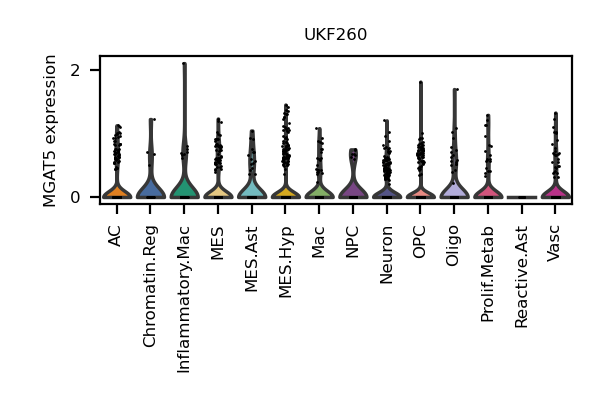 UKF260
MGAT5 expression
2
0
AC
Chromatin.Reg
Inflammatory.Mac
MES
MES.Ast
MES.Hyp
Mac
NPC
Neuron
OPC
Oligo
Prolif.Metab
Reactive.Ast
Vasc